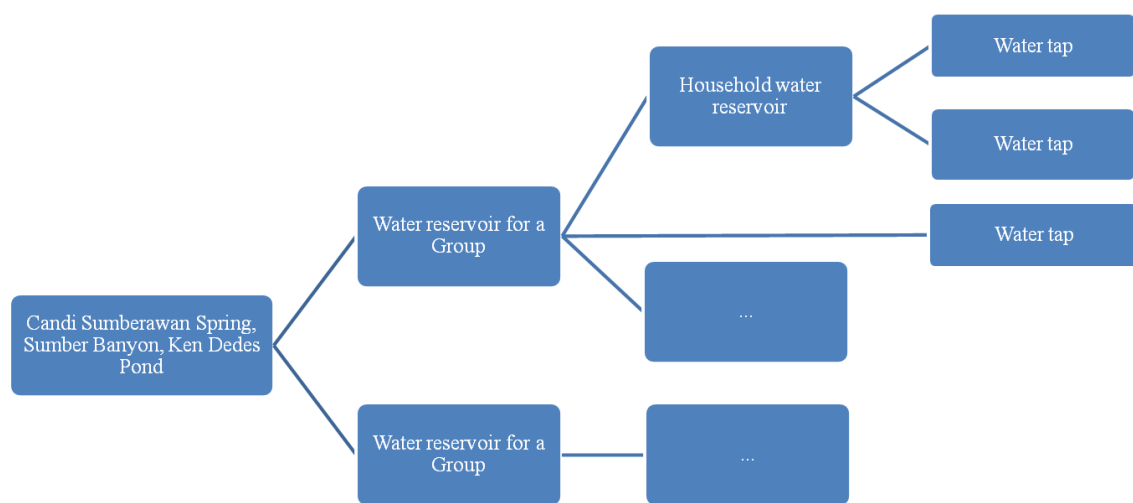 Candi Sumberawan Spring,
Sumber Banyon, Ken Dedes
Pond
Water reservoir for a
Group
Household water
reservoir
Water tap
Water tap
Water tap
...
Water reservoir for a
Group
...